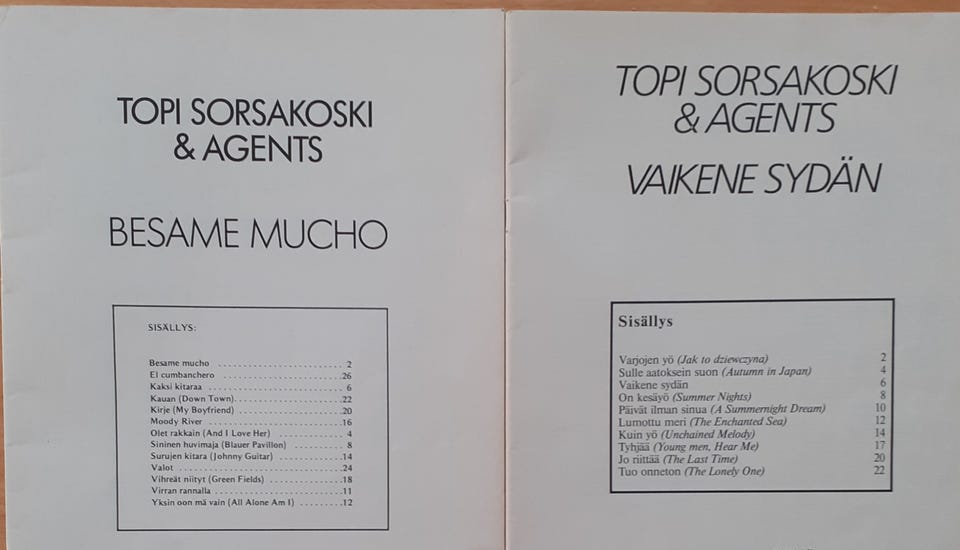 TOPI SORSAKOSKI
& AGENTS
BESAME MUCHO
SISÄLLYS:
Besame mucho ........................2
El cumbanchero ......................26
Kaksi kitaraa ........................6
Kauan (Down Town)....................22
Kirje (My Boyfriend) ................20
Moody River .........................16
Olet rakkain (And I Love Her) .......4
Sininen huvimaja (Blauer Pavillon) ..8
Surujen kitara (Johnny Guitar) ......14
Valot ...............................24
Vihreät niityt (Green Fields) .......18
Virran rannalla .....................11
Yksin oon mä vain (All Alone Am I) .........12
TOPI SORSAKOSKI
& AGENTS
VAIKENE SYDÄN
Sisällys
Varjojen yö (Jak to dziewczyna) 2
Sulle aatoksein suon (Autumn in Japan) 4
Vaikene sydän 6
On kesäyö (Summer Nights) 8
Päivät ilman sinua (A Summernight Dream) 10
Lumottu meri (The Enchanted Sea) 12
Kuin yö (Unchained Melody) 14
Tyhjää (Young men, Hear Me) 17
Jo riittää (The Last Time) 20
Tuo onneton (The Lonely One) 22